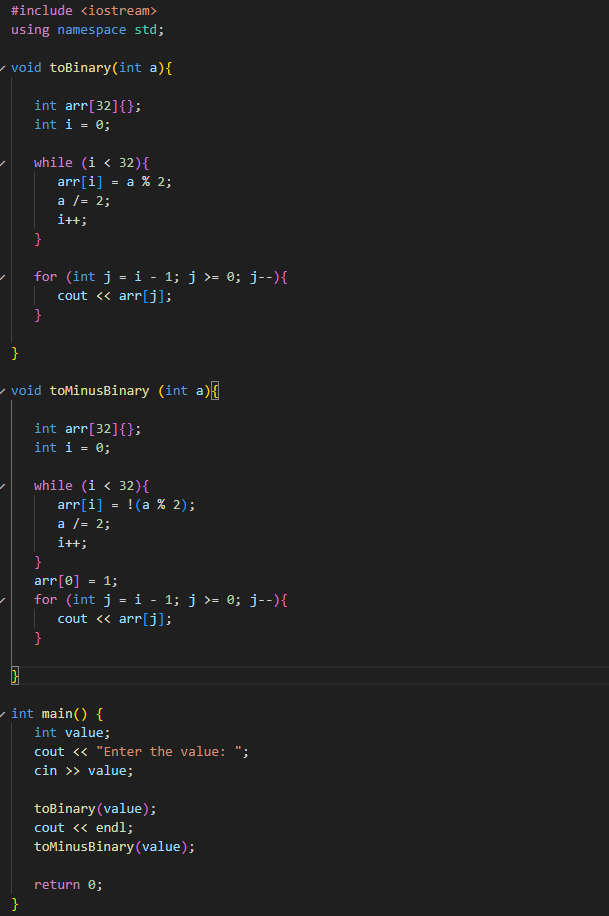 #include <iostream>
using namespace std;
void toBinary(int a){
int arr[32]{};
int i = 0;
while (i < 32){
arr[i] = a % 2;
a /= 2;
i++;
}
for (int j = i - 1; j >= 0; j--){
cout << arr[j];
}
}
void toMinusBinary (int a){
int arr[32]{};
int i = 0;
while (i < 32){
arr[i] = !(a % 2);
a /= 2;
i++;
}
arr[0] = 1;
for (int j = i - 1; j >= 0; j--){
cout << arr[j];
}
}
int main() {
int value;
cout << "Enter the value: ";
cin >> value;
toBinary(value);
cout << endl;
toMinusBinary(value);
return 0;
}